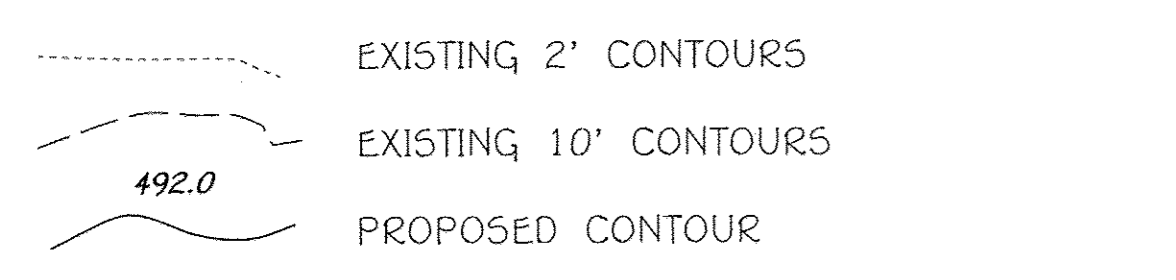 EXISTING 2' CONTOURS
EXISTING 10' CONTOURS
492.0
PROPOSED CONTOUR